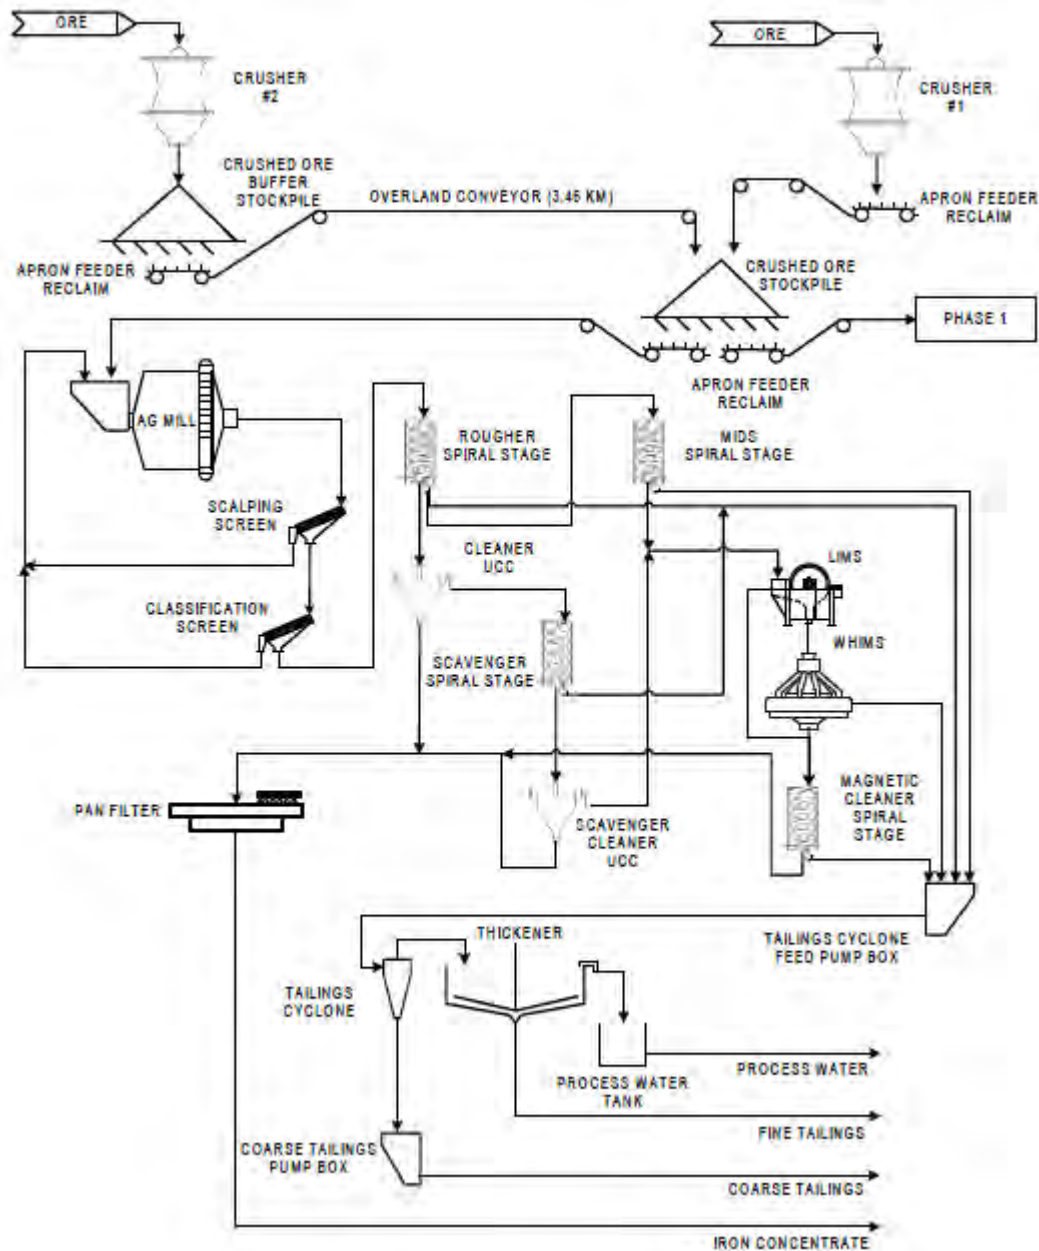 ORE
ORE
CRUSHER
#2
CRUSHER
#1
CRUSHED ORE
BUFFER
STOCKPILE
OVERLAND CONVEYOR (3.46 KM)
APRON FEEDER
RECLAIM
APRON FEEDER
RECLAIM
CRUSHED ORE
STOCKPILE
PHASE 1
APRON FEEDER
RECLAIM
AG MILL
ROUGHER
SPIRAL STAGE
MIDS
SPIRAL STAGE
SCALPING
SCREEN
CLEANER
UCC
LIMS
CLASSIFICATION
SCREEN
WHIMS
SCAVENGER
SPIRAL STAGE
PAN FILTER
MAGNETIC
CLEANER
SPIRAL
STAGE
SCAVENGER
CLEANER
UCC
TAILINGS CYCLONE
FEED PUMP BOX
THICKENER
TAILINGS
CYCLONE
PROCESS WATER
TANK
PROCESS WATER
FINE TAILINGS
COARSE TAILINGS
PUMP BOX
COARSE TAILINGS
IRON CONCENTRATE